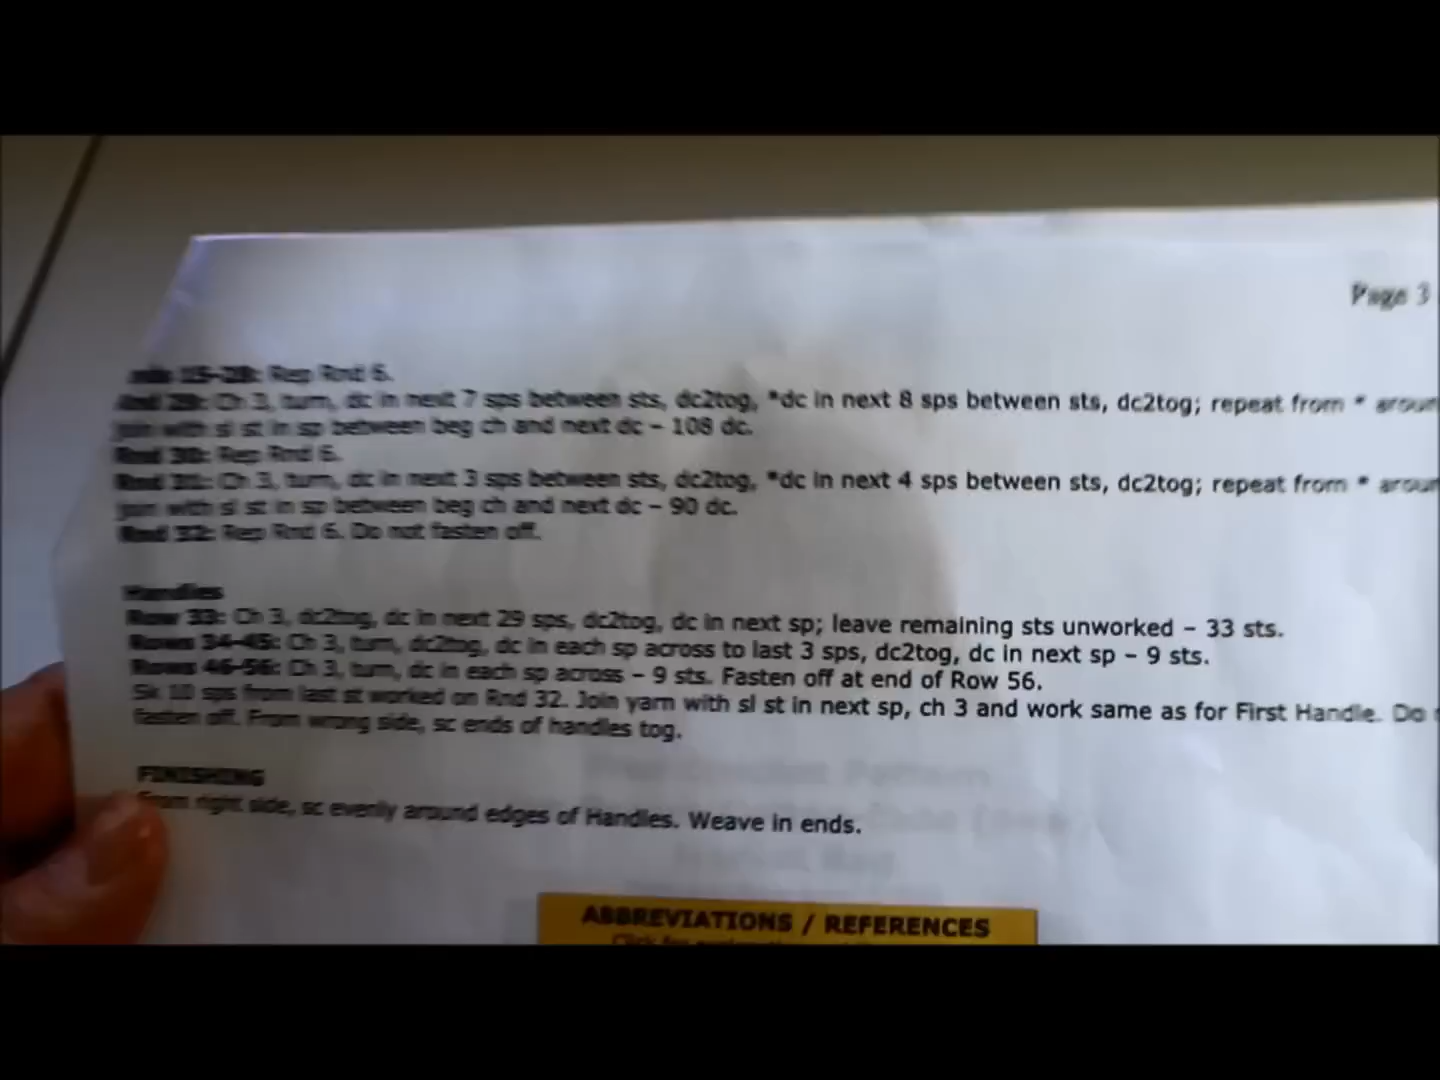 Page 3
15-28: Rep Rnd 6.
Rnd 29: Ch 3, turn, dc in next 7 sps between sts, dc2tog, *dc in next 8 sps between sts, dc2tog; repeat from * aroun
join with sl st in sp between beg ch and next dc – 108 dc.
Rnd 30: Rep Rnd 6.
Rnd 31: Ch 3, turn, dc in next 3 sps between sts, dc2tog, *dc in next 4 sps between sts, dc2tog; repeat from * aroun
join with sl st in sp between beg ch and next dc – 90 dc.
Rnd 32: Rep Rnd 6. Do not fasten off.
Handles
Row 33: Ch 3, dc2tog, dc in next 29 sps, dc2tog, dc in next sp; leave remaining sts unworked – 33 sts.
Rows 34-45: Ch 3, turn, dc2tog, dc in each sp across to last 3 sps, dc2tog, dc in next sp – 9 sts.
Rows 46-56: Ch 3, turn, dc in each sp across – 9 sts. Fasten off at end of Row 56.
Sk 10 sps from last st worked on Rnd 32. Join yarn with sl st in next sp, ch 3 and work same as for First Handle. Do
fasten off. From wrong side, sc ends of handles tog.
FINISHING
From right side, sc evenly around edges of Handles. Weave in ends.
ABBREVIATIONS / REFERENCES
Click for